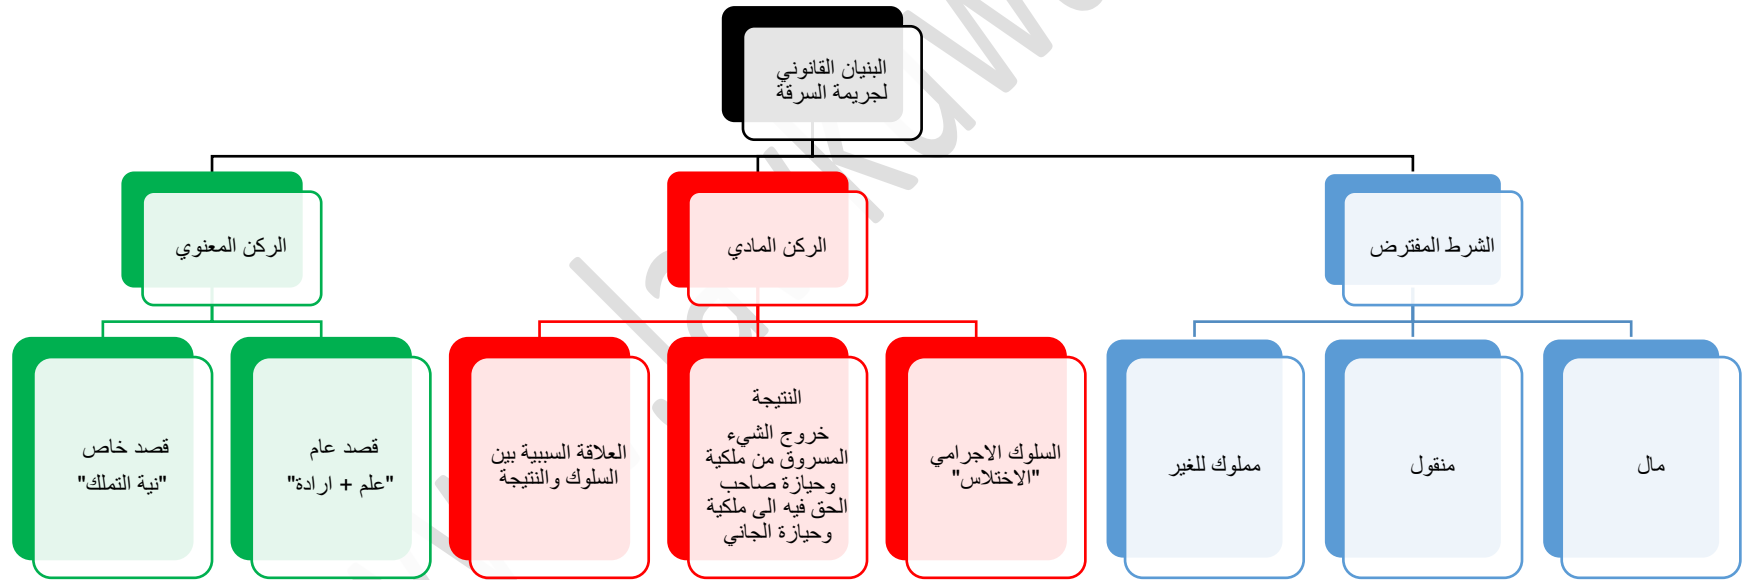 البنيان القانوني
لجريمة السرقة
الشرط المفترض
الركن المادي
الركن المعنوي
مال
منقول
مملوك للغير
السلوك الاجرامي
"الاختلاس"
النتيجة
خروج الشيء
المسروق من ملكية
وحيازة صاحب
الحق فيه الى ملكية
وحيازة الجاني
العلاقة السببية بين
السلوك والنتيجة
قصد عام
"علم + ارادة"
قصد خاص
"نية التملك"